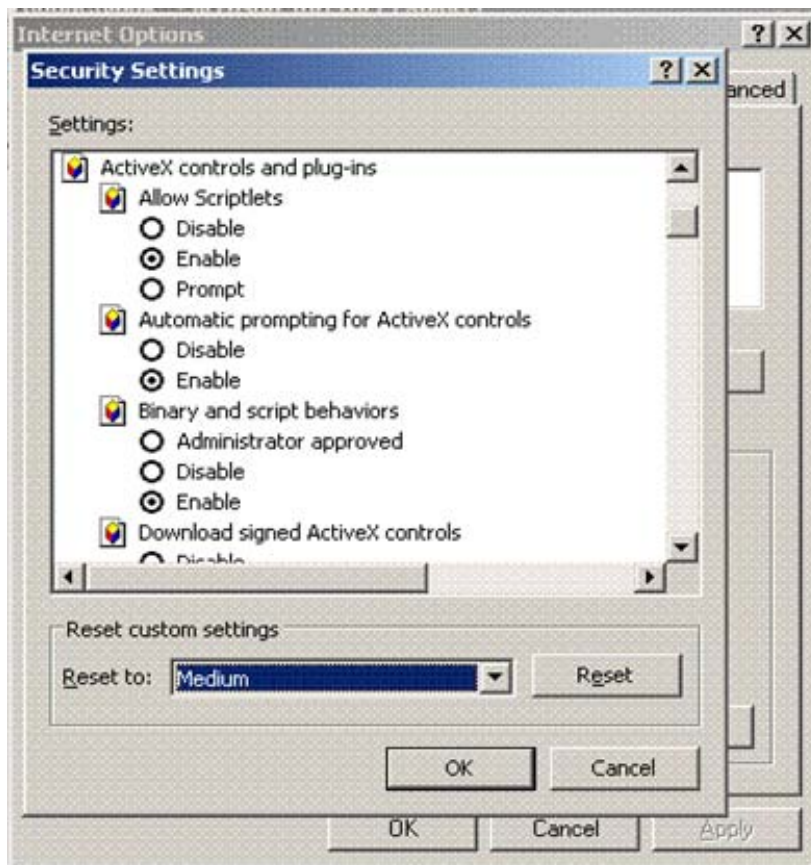 Internet Options
Security Settings
anced
Settings:
ActiveX controls and plug-ins
Allow Scriptlets
Disable
Enable
Prompt
Automatic prompting for ActiveX controls
Disable
Enable
Binary and script behaviors
Administrator approved
Disable
Enable
Download signed ActiveX controls
Disable
Reset custom settings
Reset to: Medium Reset
OK Cancel
OK Cancel Apply